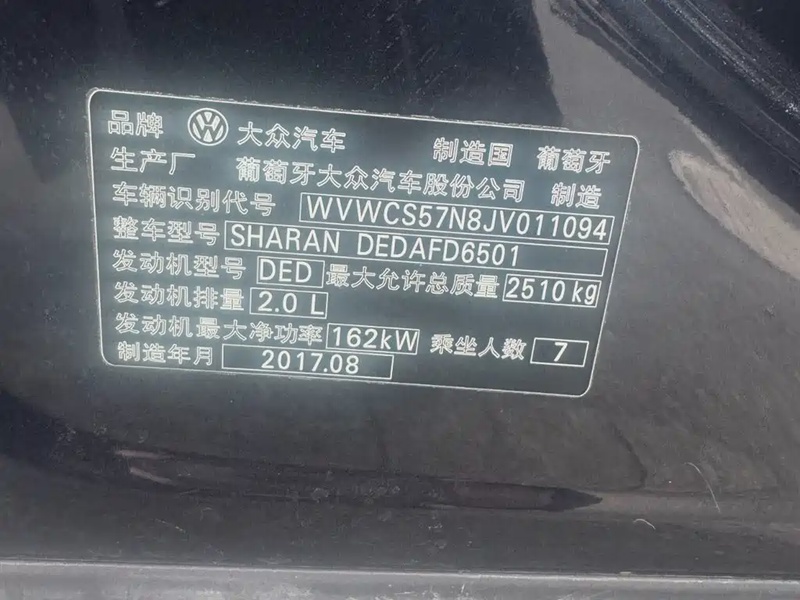 品牌 大众汽车 制造国 葡萄牙
生产厂 葡萄牙大众汽车股份公司 制造
车辆识别代号 WVWCS57N8JV011094
整车型号 SHARAN DEDAFD6501
发动机型号 DED 最大允许总质量 2510 kg
发动机排量 2.0 L
发动机最大净功率 162kW 乘坐人数 7
制造年月 2017.08